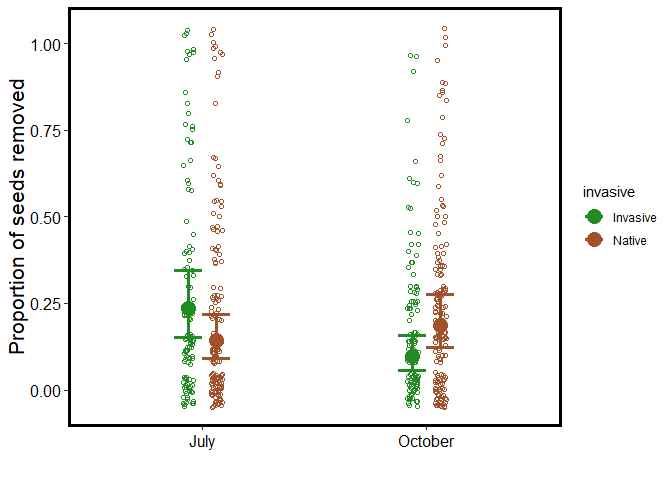 Proportion of seeds removed
1.00
0.75
0.50
0.25
0.00
July October
invasive
Invasive
Native